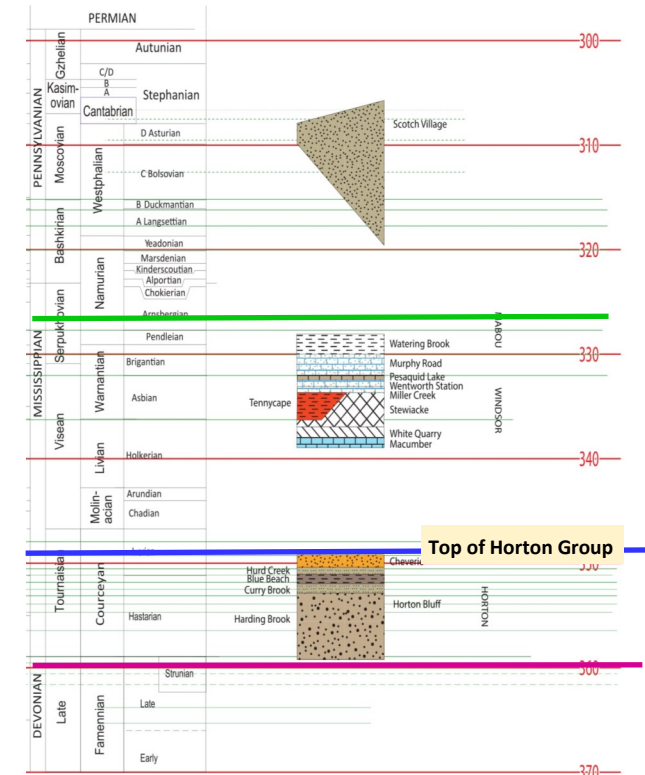 PERMIAN
300
Gzhelian
Autunian
C/D
B
A
Kasim-
ovian
Stephanian
Cantabrian
Scotch Village
PENNSYLVANIAN
Moscovian
D Asturian
310
Westphalian
C Bolsovian
B Duckmantian
A Langsettian
Bashkirian
Yeadonian
320
Marsdenian
Kinderscoutian
Alportian
Chokierian
Namurian
Arnsbergian
MABOU
Serpukhovian
Pendleian
Watering Brook
330
MISSISSIPPIAN
Brigantian
Murphy Road
Pesaquid Lake
Wentworth Station
Warnantian
Asbian
Tennycape
Miller Creek
Stewiacke
WINDSOR
Visean
White Quarry
Macumber
Livian
Holkerian
340
Arundian
Molin-
acian
Chadian
Top of Horton Group
350
Hurd Creek
Blue Beach
Curry Brook
Tournaisian
Courceyan
Hastarian
Harding Brook
Horton Bluff
HORTON
360
Strunian
DEVONIAN
Late
Famennian
Late
Early
370